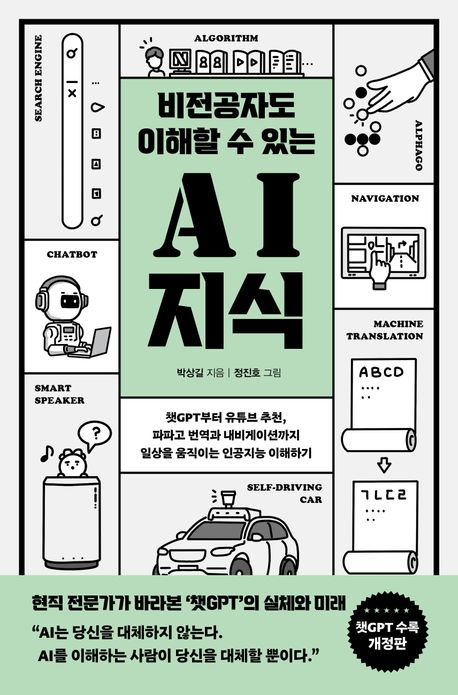 SEARCH ENGINE
ALGORITHM
ALPHAGO
비전공자도
이해할 수 있는
AI
지식
박상길 지음 | 정진호 그림
NAVIGATION
CHATBOT
MACHINE
TRANSLATION
ABCD
ㄱㄴㄷㄹ
SMART
SPEAKER
?
챗GPT부터 유튜브 추천,
파파고 번역과 내비게이션까지
일상을 움직이는 인공지능 이해하기
SELF-DRIVING
CAR
현직 전문가가 바라본 ‘챗GPT’의 실체와 미래
“AI는 당신을 대체하지 않는다.
AI를 이해하는 사람이 당신을 대체할 뿐이다.”
챗GPT 수록
개정판